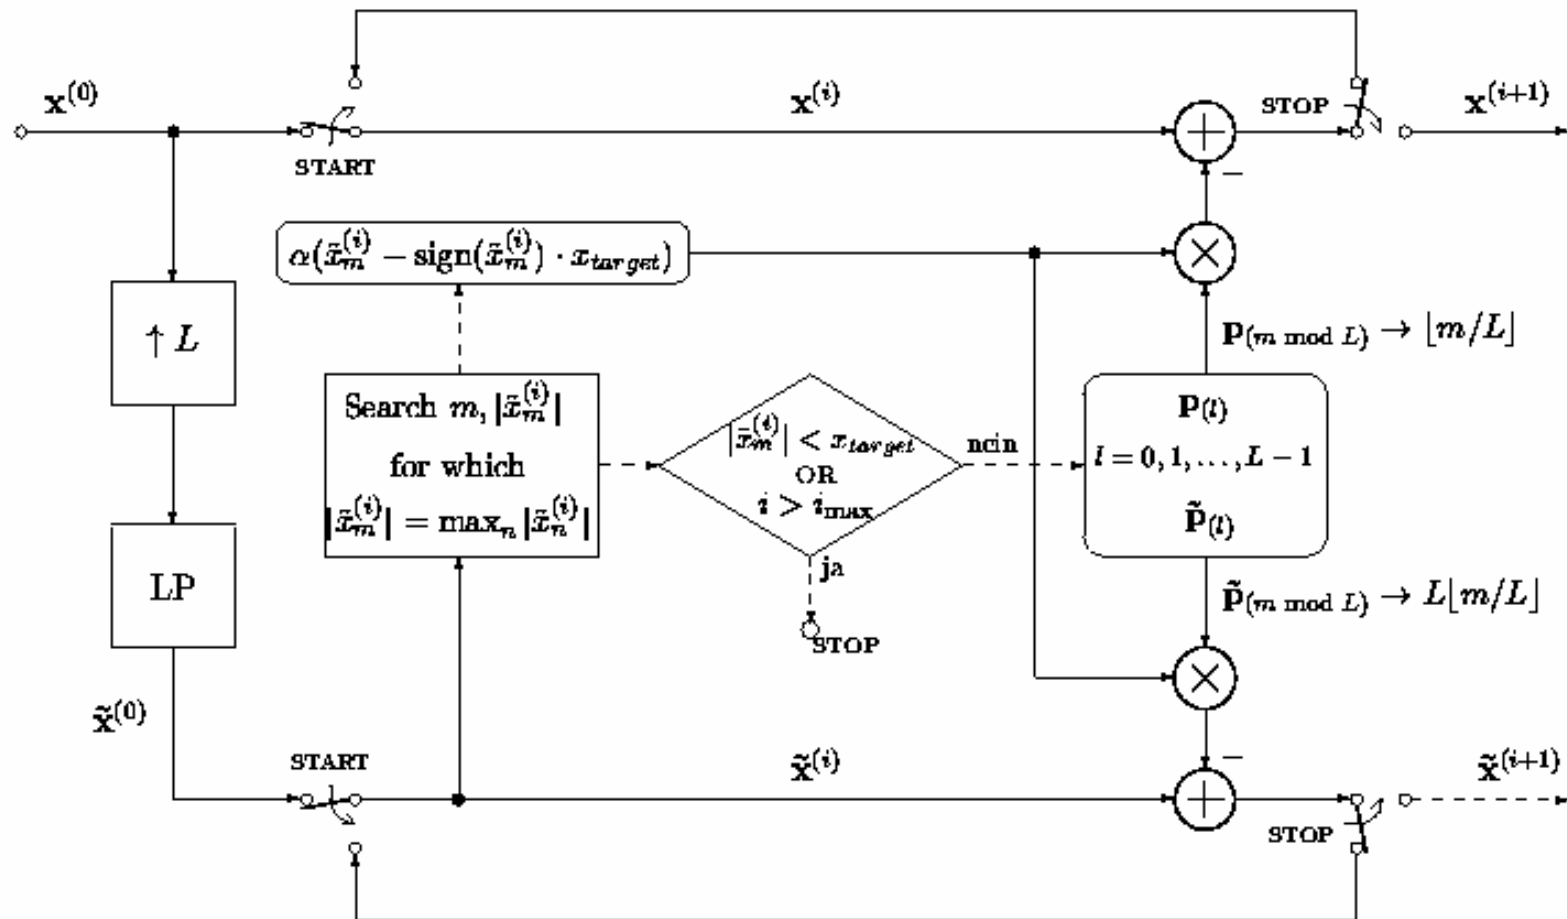 x^(0)
x^(i)
STOP
x^(i+1)
START
−
α(x̃_m^(i) − sign(x̃_m^(i)) · x_target)
↑ L
P_(m mod L) → ⌊m/L⌋
Search m, |x̃_m^(i)|
for which
|x̃_m^(i)| = max_n |x̃_n^(i)|
|x̃_m^(i)| < x_target
OR
i > i_max
ncin
P_(l)
l = 0, 1, …, L − 1
P̃_(l)
LP
ja
STOP
P̃_(m mod L) → L⌊m/L⌋
x̃^(0)
START
x̃^(i)
−
STOP
x̃^(i+1)